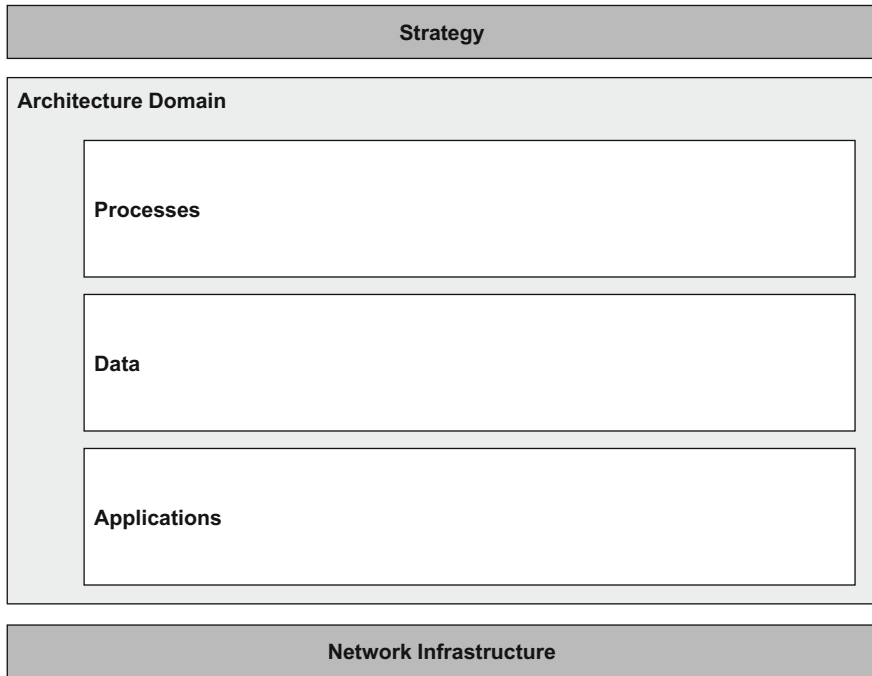 Strategy
Architecture Domain
Processes
Data
Applications
Network Infrastructure